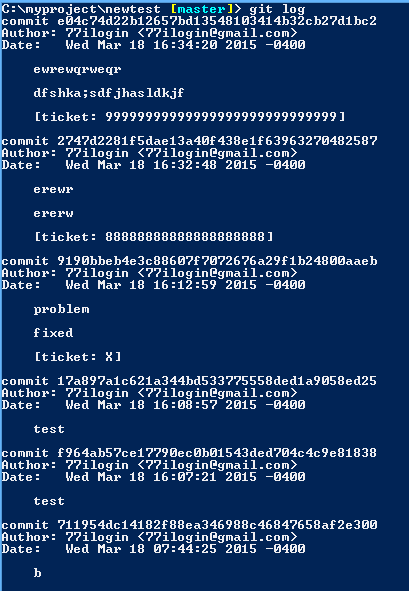 C:\myproject\newtest [master]> git log
commit e04c74d22b12657bd13548103414b32cb27d1bc2
Author: 77ilogin <77ilogin@gmail.com>
Date:   Wed Mar 18 16:34:20 2015 -0400
ewrewqrweqr
dfshka;sdfjhasldkjf
[ticket: 99999999999999999999999999999999]
commit 2747d2281f5dae13a40f438e1f63963270482587
Author: 77ilogin <77ilogin@gmail.com>
Date:   Wed Mar 18 16:32:48 2015 -0400
erewr
ererw
[ticket: 88888888888888888888]
commit 9190bbeb4e3c88607f7072676a29f1b24800aaeb
Author: 77ilogin <77ilogin@gmail.com>
Date:   Wed Mar 18 16:12:59 2015 -0400
problem
fixed
[ticket: X]
commit 17a897a1c621a344bd533775558ded1a9058ed25
Author: 77ilogin <77ilogin@gmail.com>
Date:   Wed Mar 18 16:08:57 2015 -0400
test
commit f964ab57ce17790ec0b01543ded704c4c9e81838
Author: 77ilogin <77ilogin@gmail.com>
Date:   Wed Mar 18 16:07:21 2015 -0400
test
commit 711954dc14182f88ea346988c46847658af2e300
Author: 77ilogin <77ilogin@gmail.com>
Date:   Wed Mar 18 07:44:25 2015 -0400
b